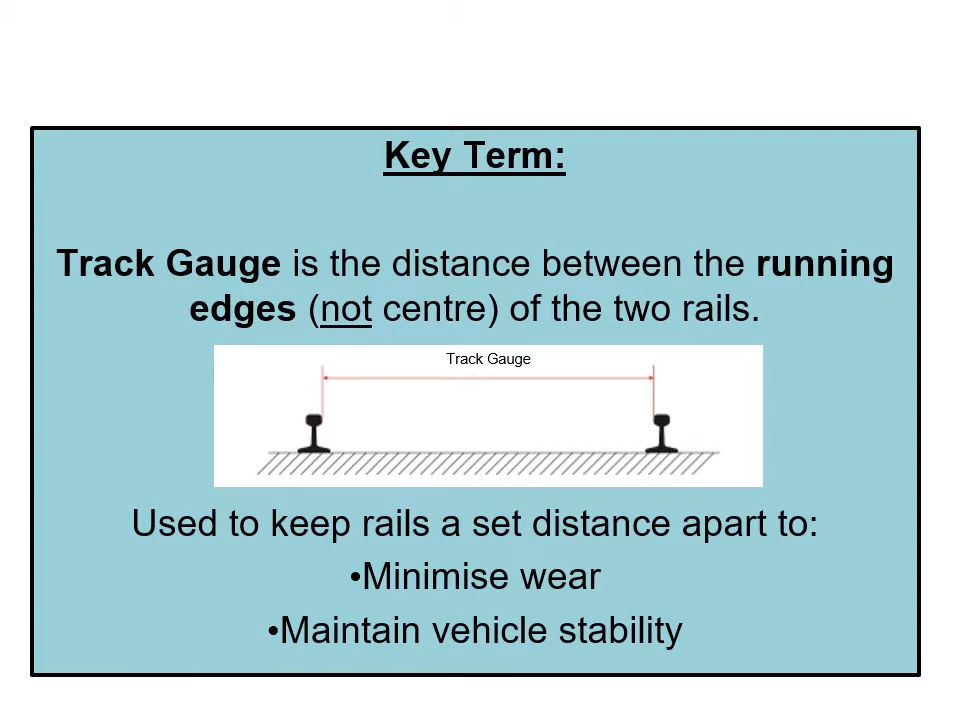 Key Term:
Track Gauge is the distance between the running
edges (not centre) of the two rails.
Track Gauge
Used to keep rails a set distance apart to:
•Minimise wear
•Maintain vehicle stability